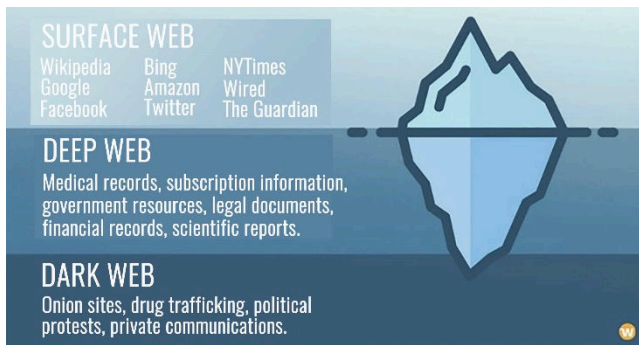 SURFACE WEB
Wikipedia Bing NYTimes
Google Amazon Wired
Facebook Twitter The Guardian
DEEP WEB
Medical records, subscription information,
government resources, legal documents,
financial records, scientific reports.
DARK WEB
Onion sites, drug trafficking, political
protests, private communications.
W